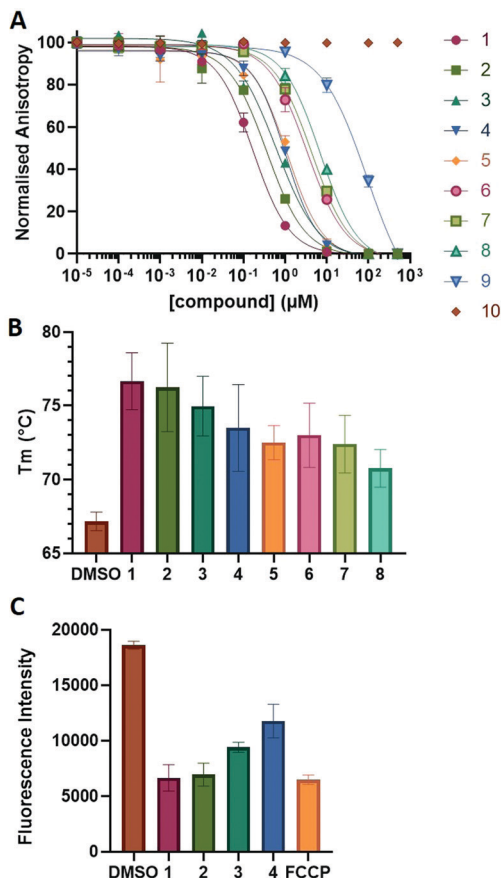 A
Normalised Anisotropy
100
80
60
40
20
0
10⁻⁵ 10⁻⁴ 10⁻³ 10⁻² 10⁻¹ 10⁰ 10¹ 10² 10³
[compound] (µM)
1
2
3
4
5
6
7
8
9
10
B
Tm (°C)
80
75
70
65
DMSO 1 2 3 4 5 6 7 8
C
Fluorescence Intensity
20000
15000
10000
5000
0
DMSO 1 2 3 4 FCCP